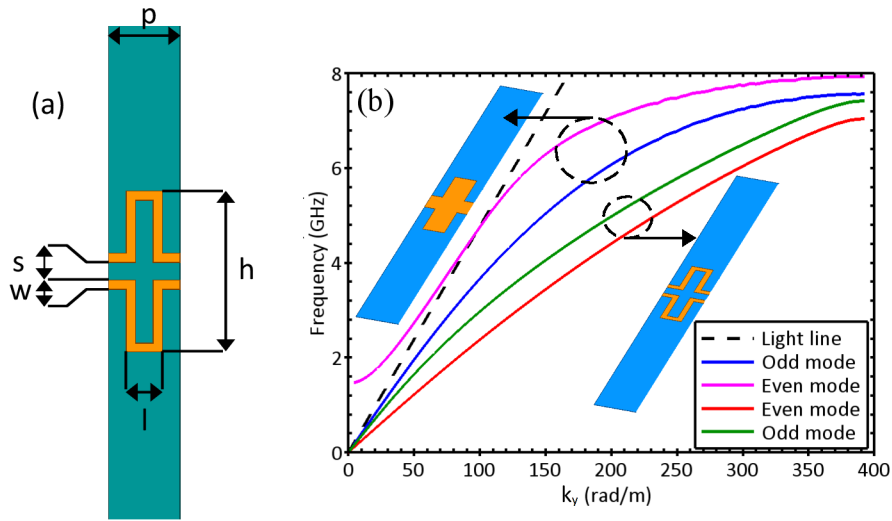 (a)
p
s
w
h
l
(b)
Frequency (GHz)
8
6
4
2
0
0
50
100
150
200
250
300
350
400
k_y (rad/m)
Light line
Odd mode
Even mode
Even mode
Odd mode